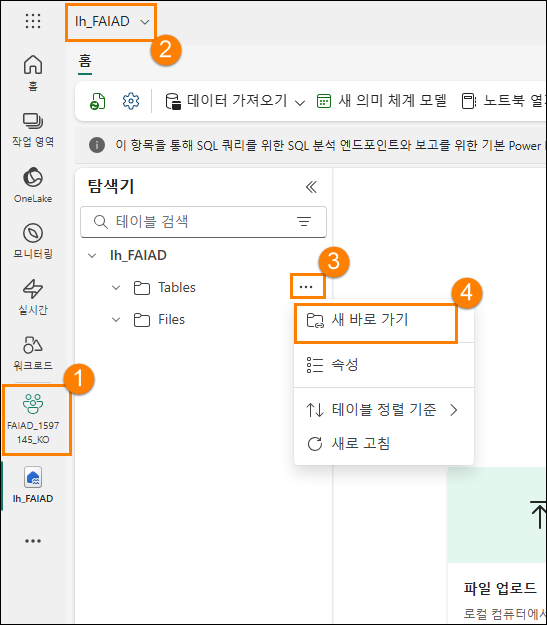 lh_FAIAD
2
홈
홈
데이터 가져오기
새 의미 체계 모델
노트북 열기
이 항목을 통해 SQL 쿼리를 위한 SQL 분석 엔드포인트와 보고를 위한 기본 Power
작업 영역
OneLake
모니터링
실시간
워크로드
1
FAIAD_1597
145_KO
lh_FAIAD
탐색기
테이블 검색
lh_FAIAD
3
Tables
4
Files
새 바로 가기
속성
테이블 정렬 기준
새로 고침
파일 업로드
로컬 컴퓨터에서